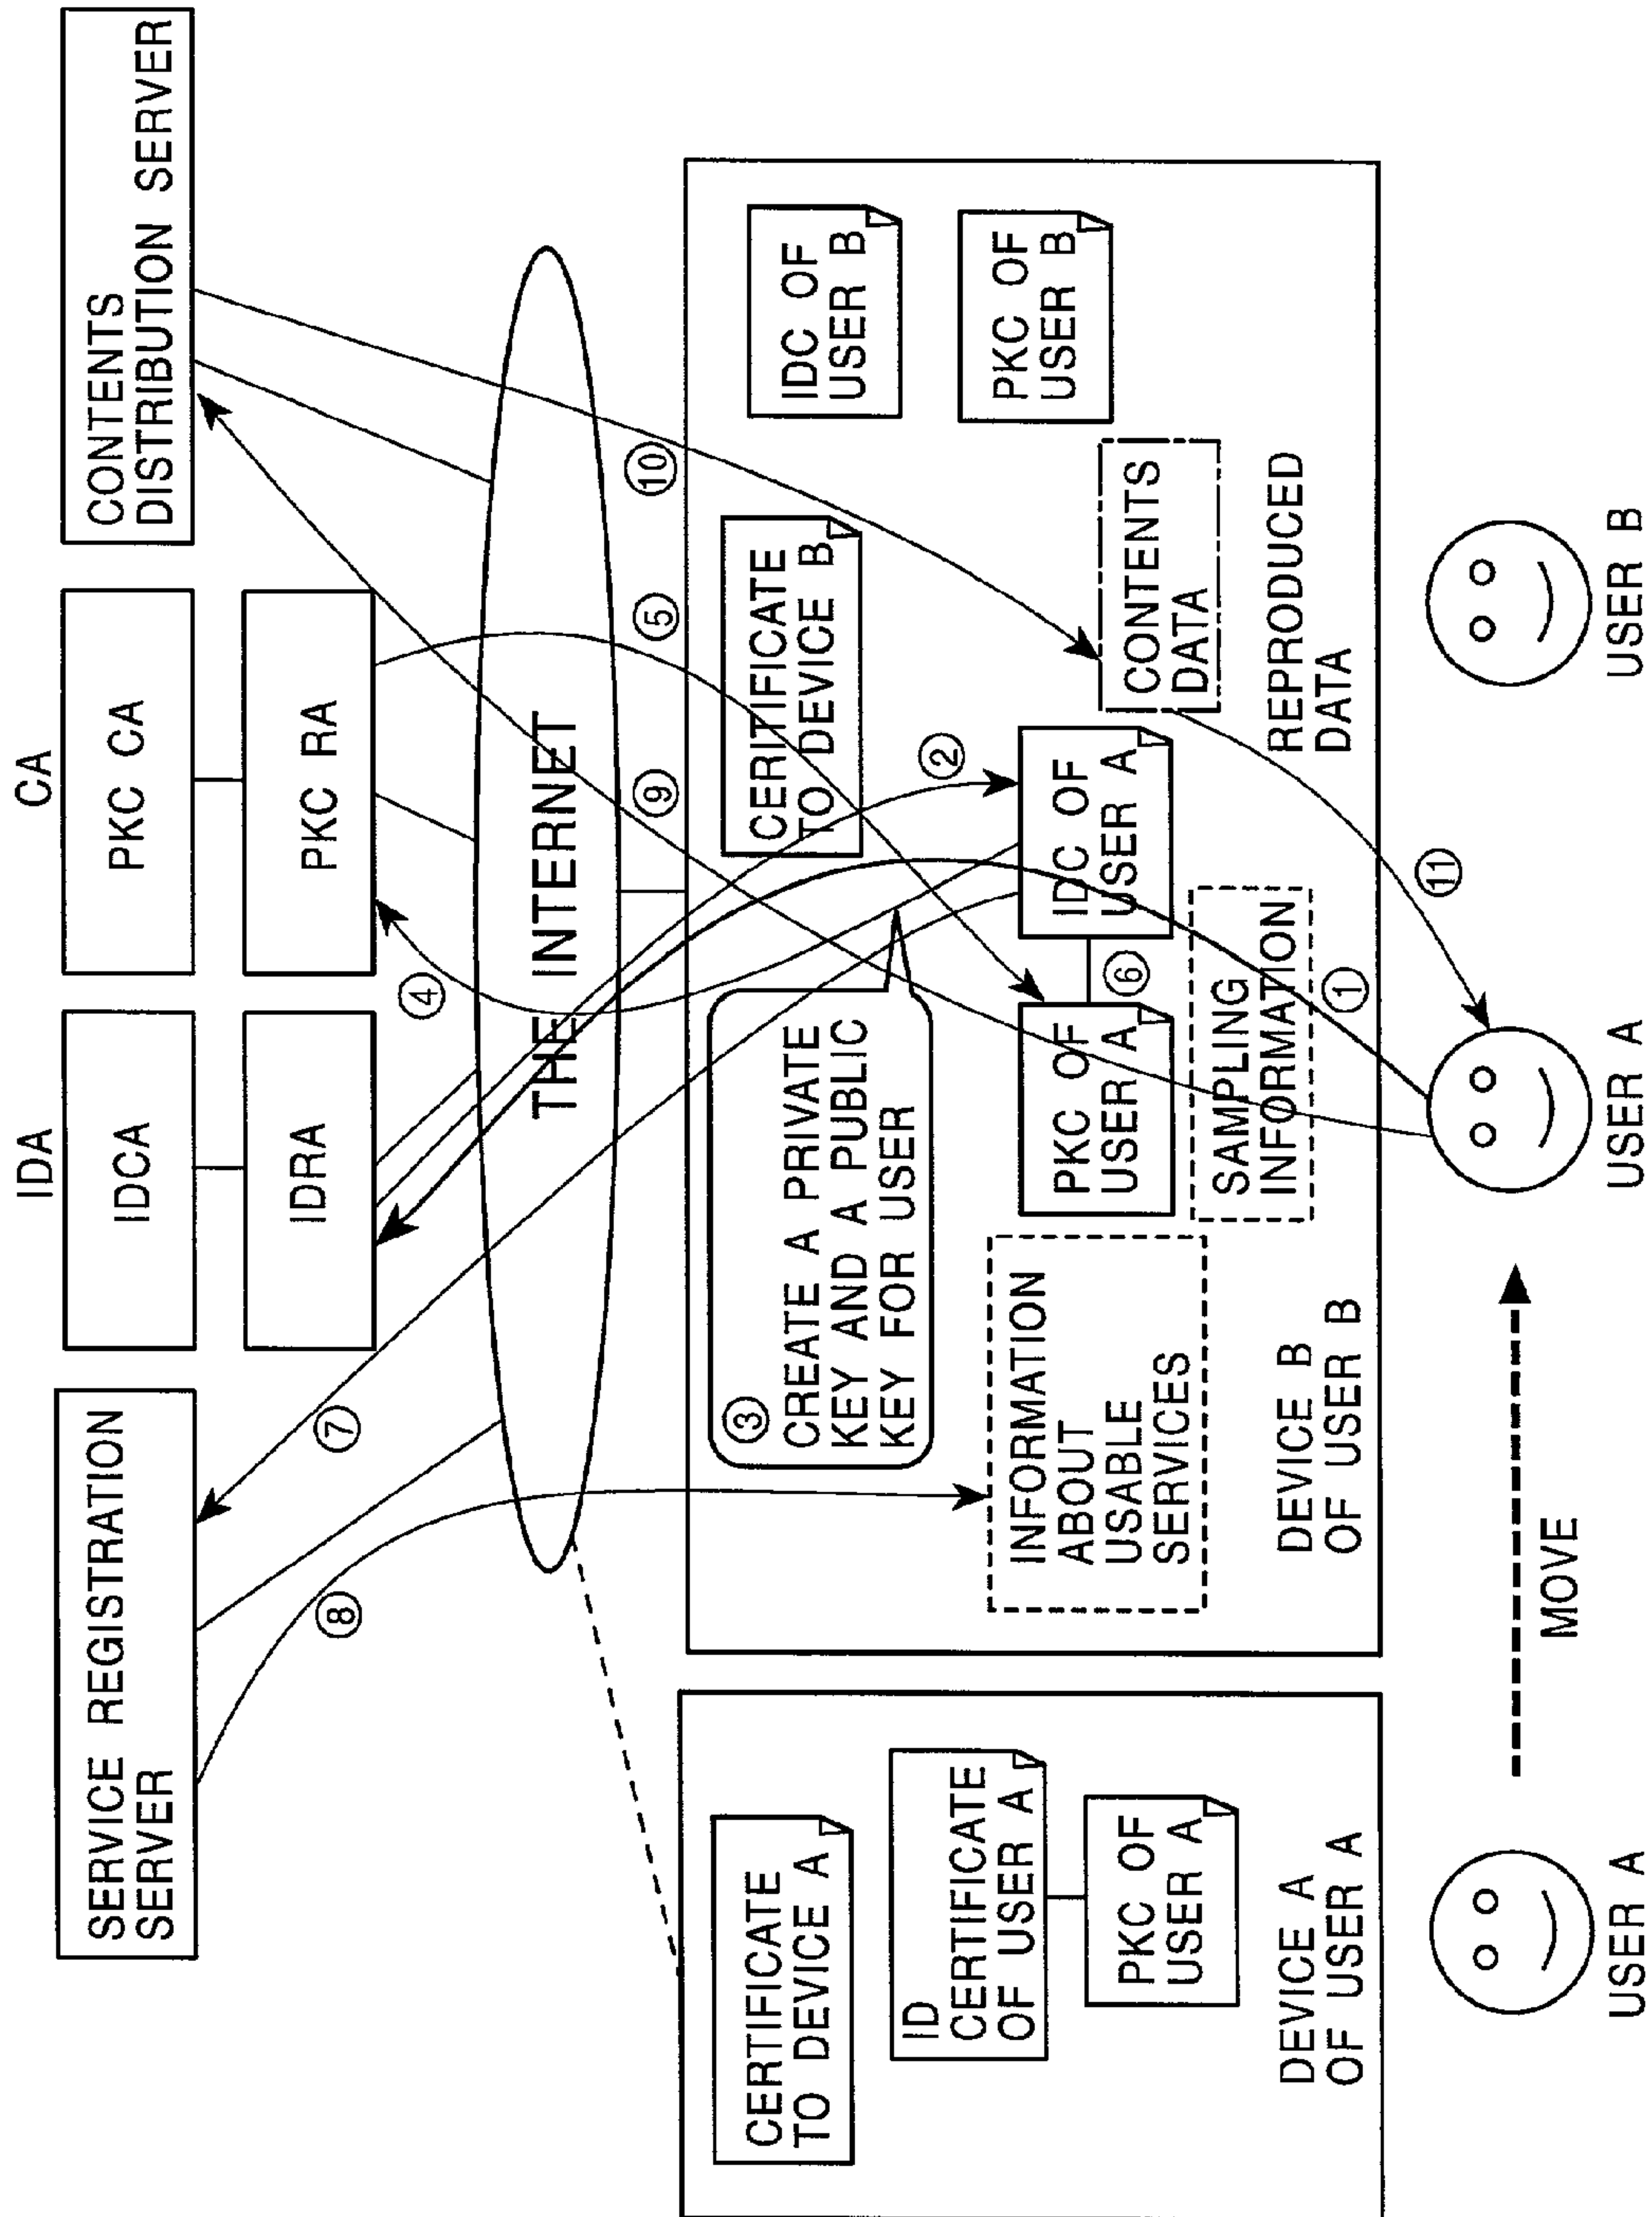 IDA
CA
SERVICE REGISTRATION
SERVER
IDCA
PKC CA
CONTENTS
DISTRIBUTION SERVER
IDRA
PKC RA
⑧
⑦
④
THE INTERNET
⑨
⑤
⑩
CERTIFICATE
TO DEVICE A
ID
CERTIFICATE
OF USER A
PKC OF
USER A
DEVICE A
OF USER A
③
CREATE A PRIVATE
KEY AND A PUBLIC
KEY FOR USER
CERITIFICATE
TO DEVICE B
IDC OF
USER B
PKC OF
USER B
②
INFORMATION
ABOUT
USABLE
SERVICES
PKC OF
USER A
⑥
IDC OF
USER A
CONTENTS
DATA
SAMPLING
INFORMATION
DEVICE B
OF USER B
REPRODUCED
DATA
①
⑪
MOVE
USER A
USER A
USER B